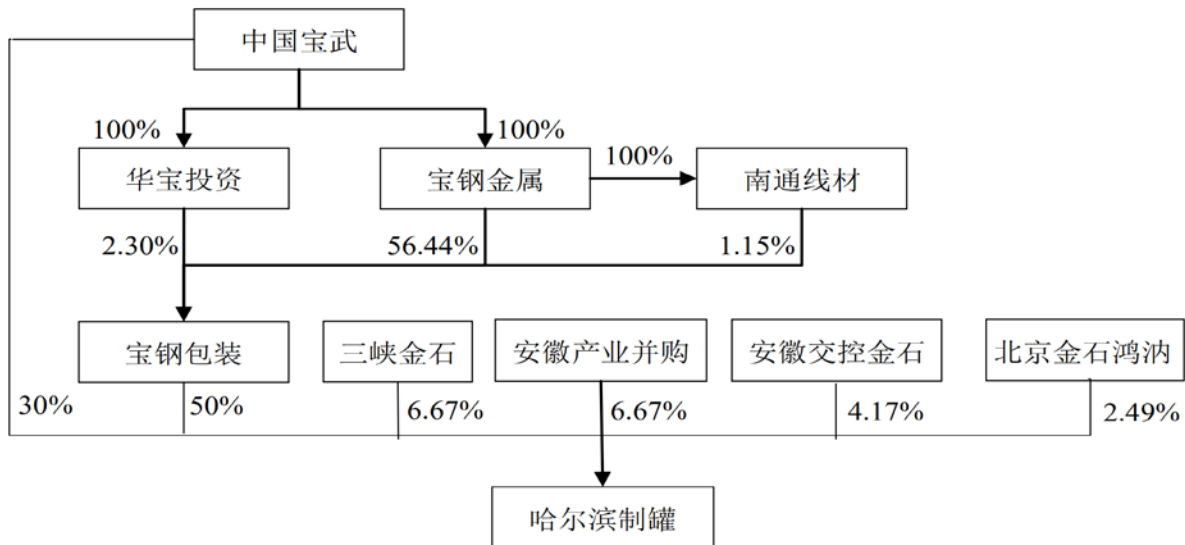 中国宝武
100%
100%
100%
华宝投资
宝钢金属
南通线材
2.30%
56.44%
1.15%
宝钢包装
三峡金石
安徽产业并购
安徽交控金石
北京金石鸿汭
30%
50%
6.67%
6.67%
4.17%
2.49%
哈尔滨制罐